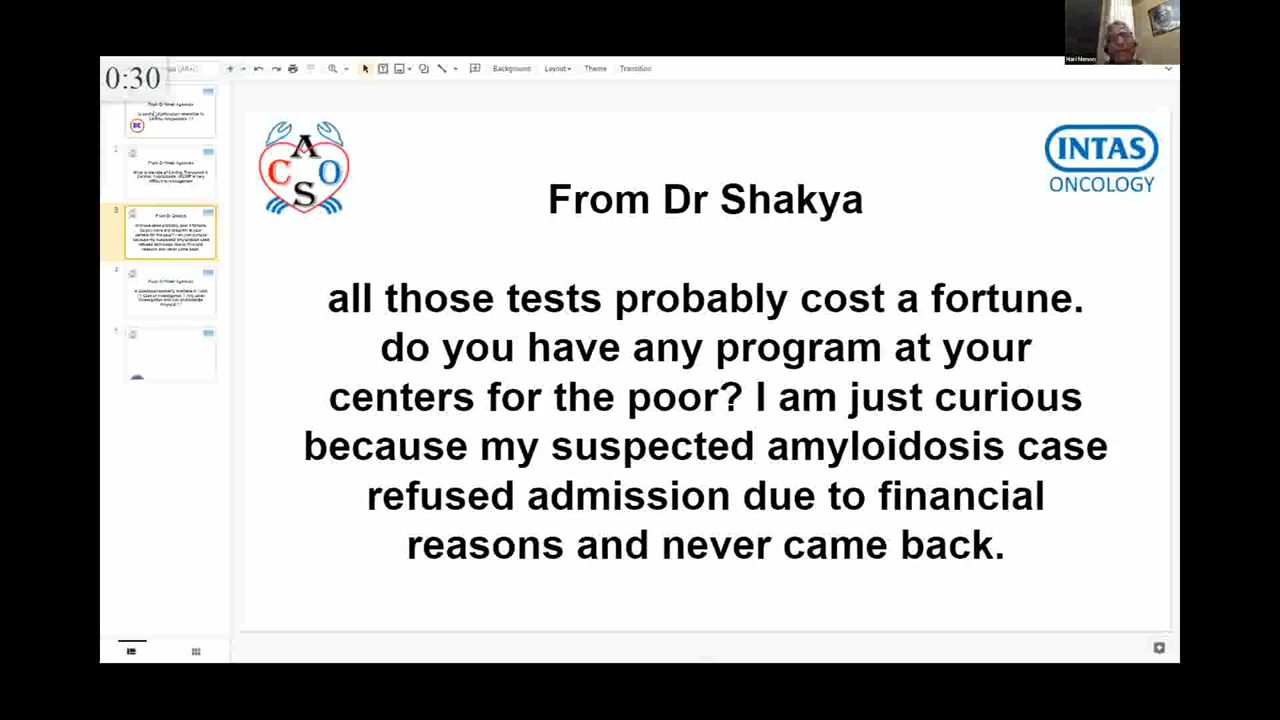 0:30
Background
Layout
Theme
Transition
Hari Menon
A
C
O
S
INTAS
ONCOLOGY
From Dr Shakya
all those tests probably cost a fortune.
do you have any program at your
centers for the poor? I am just curious
because my suspected amyloidosis case
refused admission due to financial
reasons and never came back.